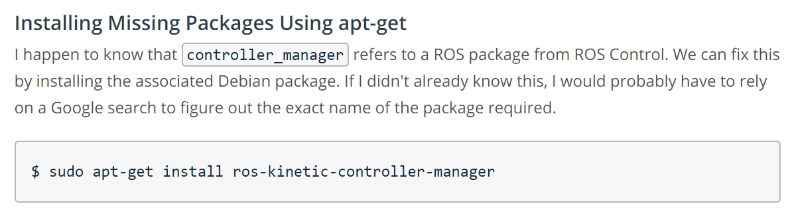 Installing Missing Packages Using apt-get
I happen to know that controller_manager refers to a ROS package from ROS Control. We can fix this
by installing the associated Debian package. If I didn't already know this, I would probably have to rely
on a Google search to figure out the exact name of the package required.
$ sudo apt-get install ros-kinetic-controller-manager